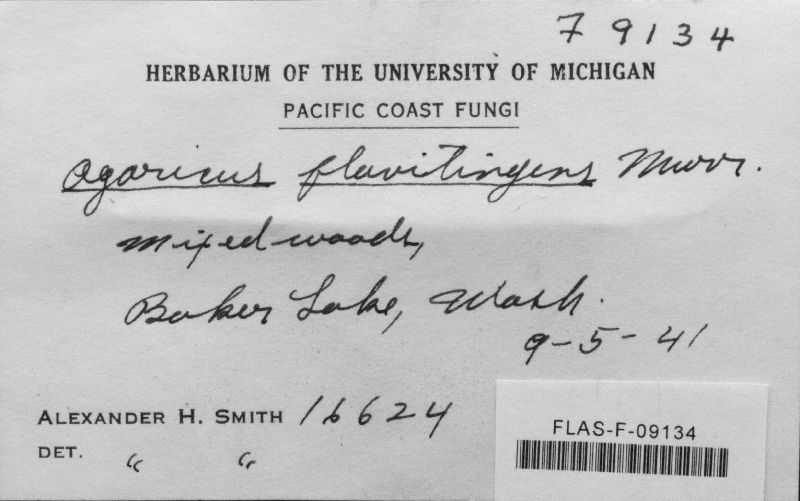 F 9134
HERBARIUM OF THE UNIVERSITY OF MICHIGAN
PACIFIC COAST FUNGI
Agaricus flavitingens Murr.
mixed woods,
Baker Lake, Wash.
9-5-41
ALEXANDER H. SMITH 16624
DET. " "
FLAS-F-09134